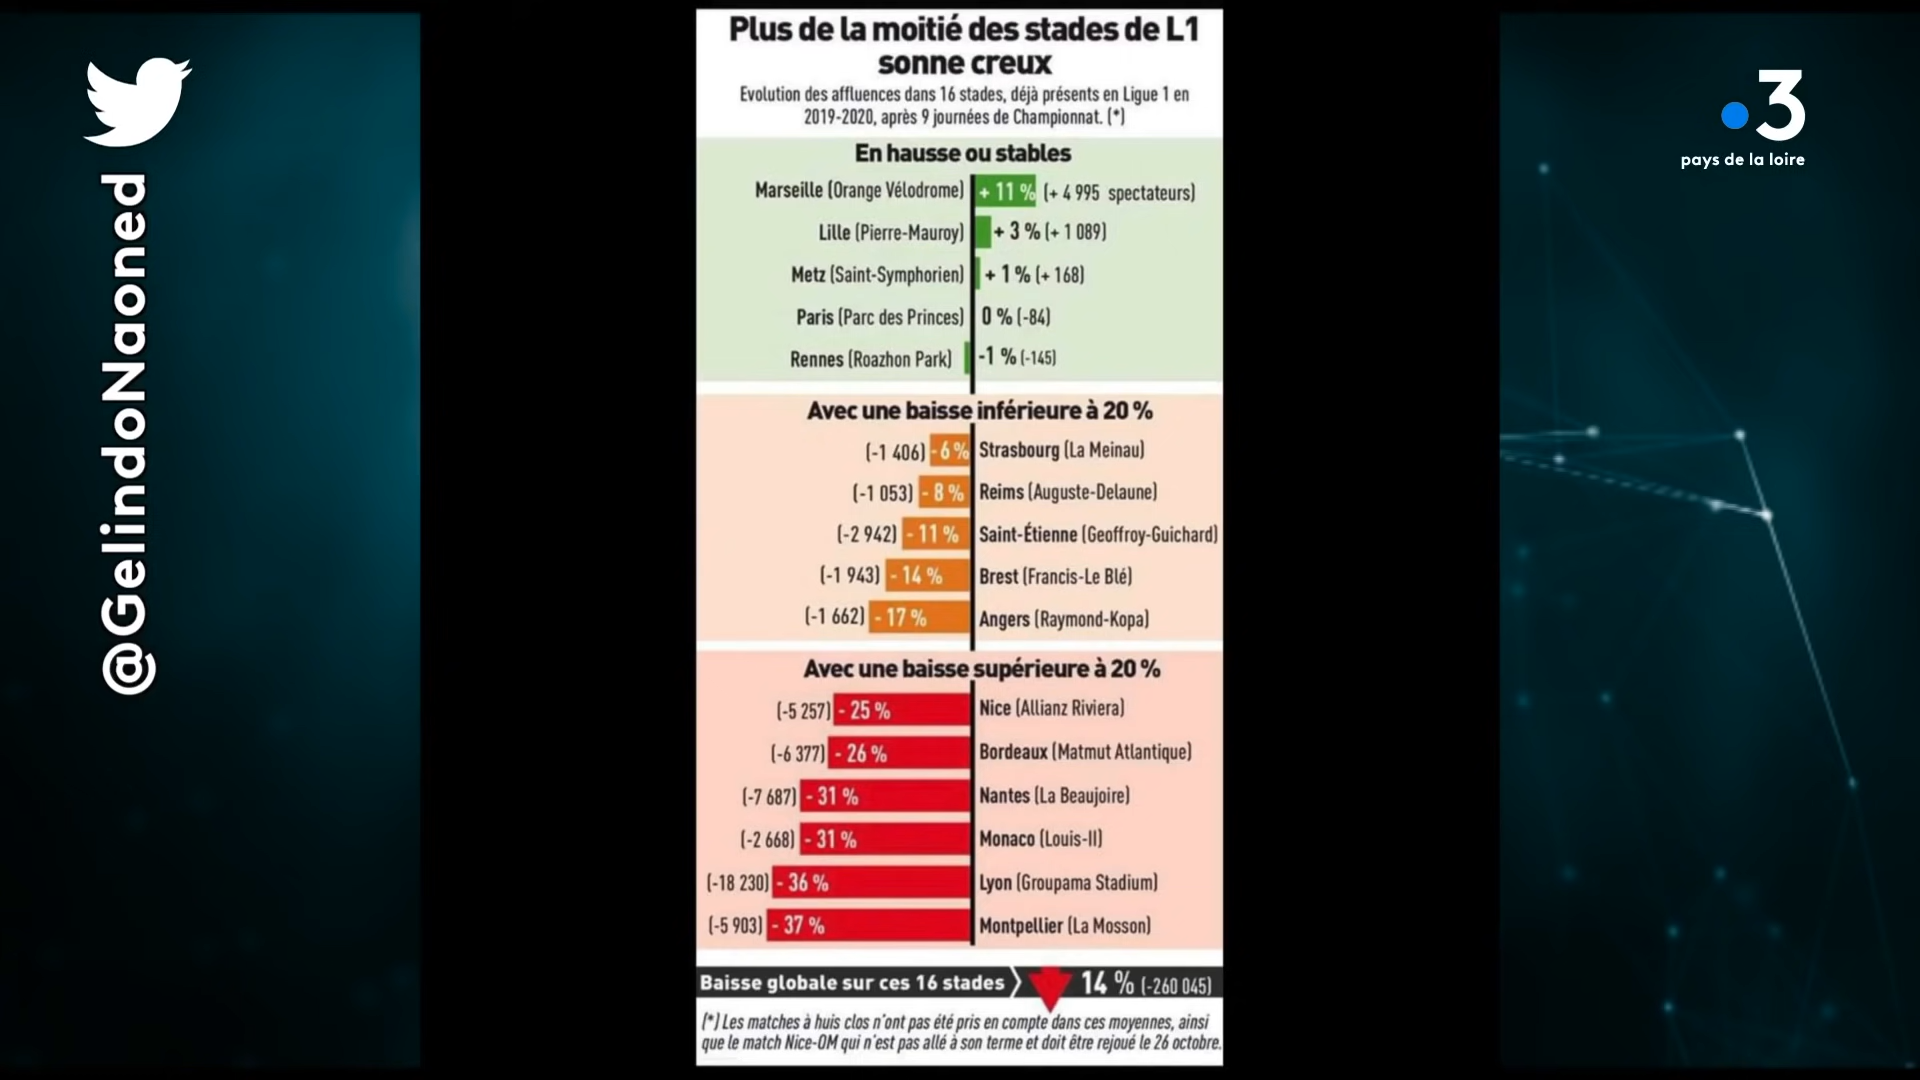 @GelindoNaoned
3
pays de la loire
Plus de la moitié des stades de L1
sonne creux
Evolution des affluences dans 16 stades, déjà présents en Ligue 1 en
2019-2020, après 9 journées de Championnat. (*)
En hausse ou stables
Marseille (Orange Vélodrome) + 11 % (+ 4 995 spectateurs)
Lille (Pierre-Mauroy) + 3 % (+ 1 089)
Metz (Saint-Symphorien) + 1 % (+ 168)
Paris (Parc des Princes) 0 % (-84)
Rennes (Roazhon Park) -1 % (-145)
Avec une baisse inférieure à 20 %
(-1 406) - 6 % Strasbourg (La Meinau)
(-1 053) - 8 % Reims (Auguste-Delaune)
(-2 942) - 11 % Saint-Étienne (Geoffroy-Guichard)
(-1 943) - 14 % Brest (Francis-Le Blé)
(-1 662) - 17 % Angers (Raymond-Kopa)
Avec une baisse supérieure à 20 %
(-5 257) - 25 % Nice (Allianz Riviera)
(-6 377) - 26 % Bordeaux (Matmut Atlantique)
(-7 687) - 31 % Nantes (La Beaujoire)
(-2 668) - 31 % Monaco (Louis-II)
(-18 230) - 36 % Lyon (Groupama Stadium)
(-5 903) - 37 % Montpellier (La Mosson)
Baisse globale sur ces 16 stades 14 % (-260 045)
(*) Les matches à huis clos n'ont pas été pris en compte dans ces moyennes, ainsi
que le match Nice-OM qui n'est pas allé à son terme et doit être rejoué le 26 octobre.